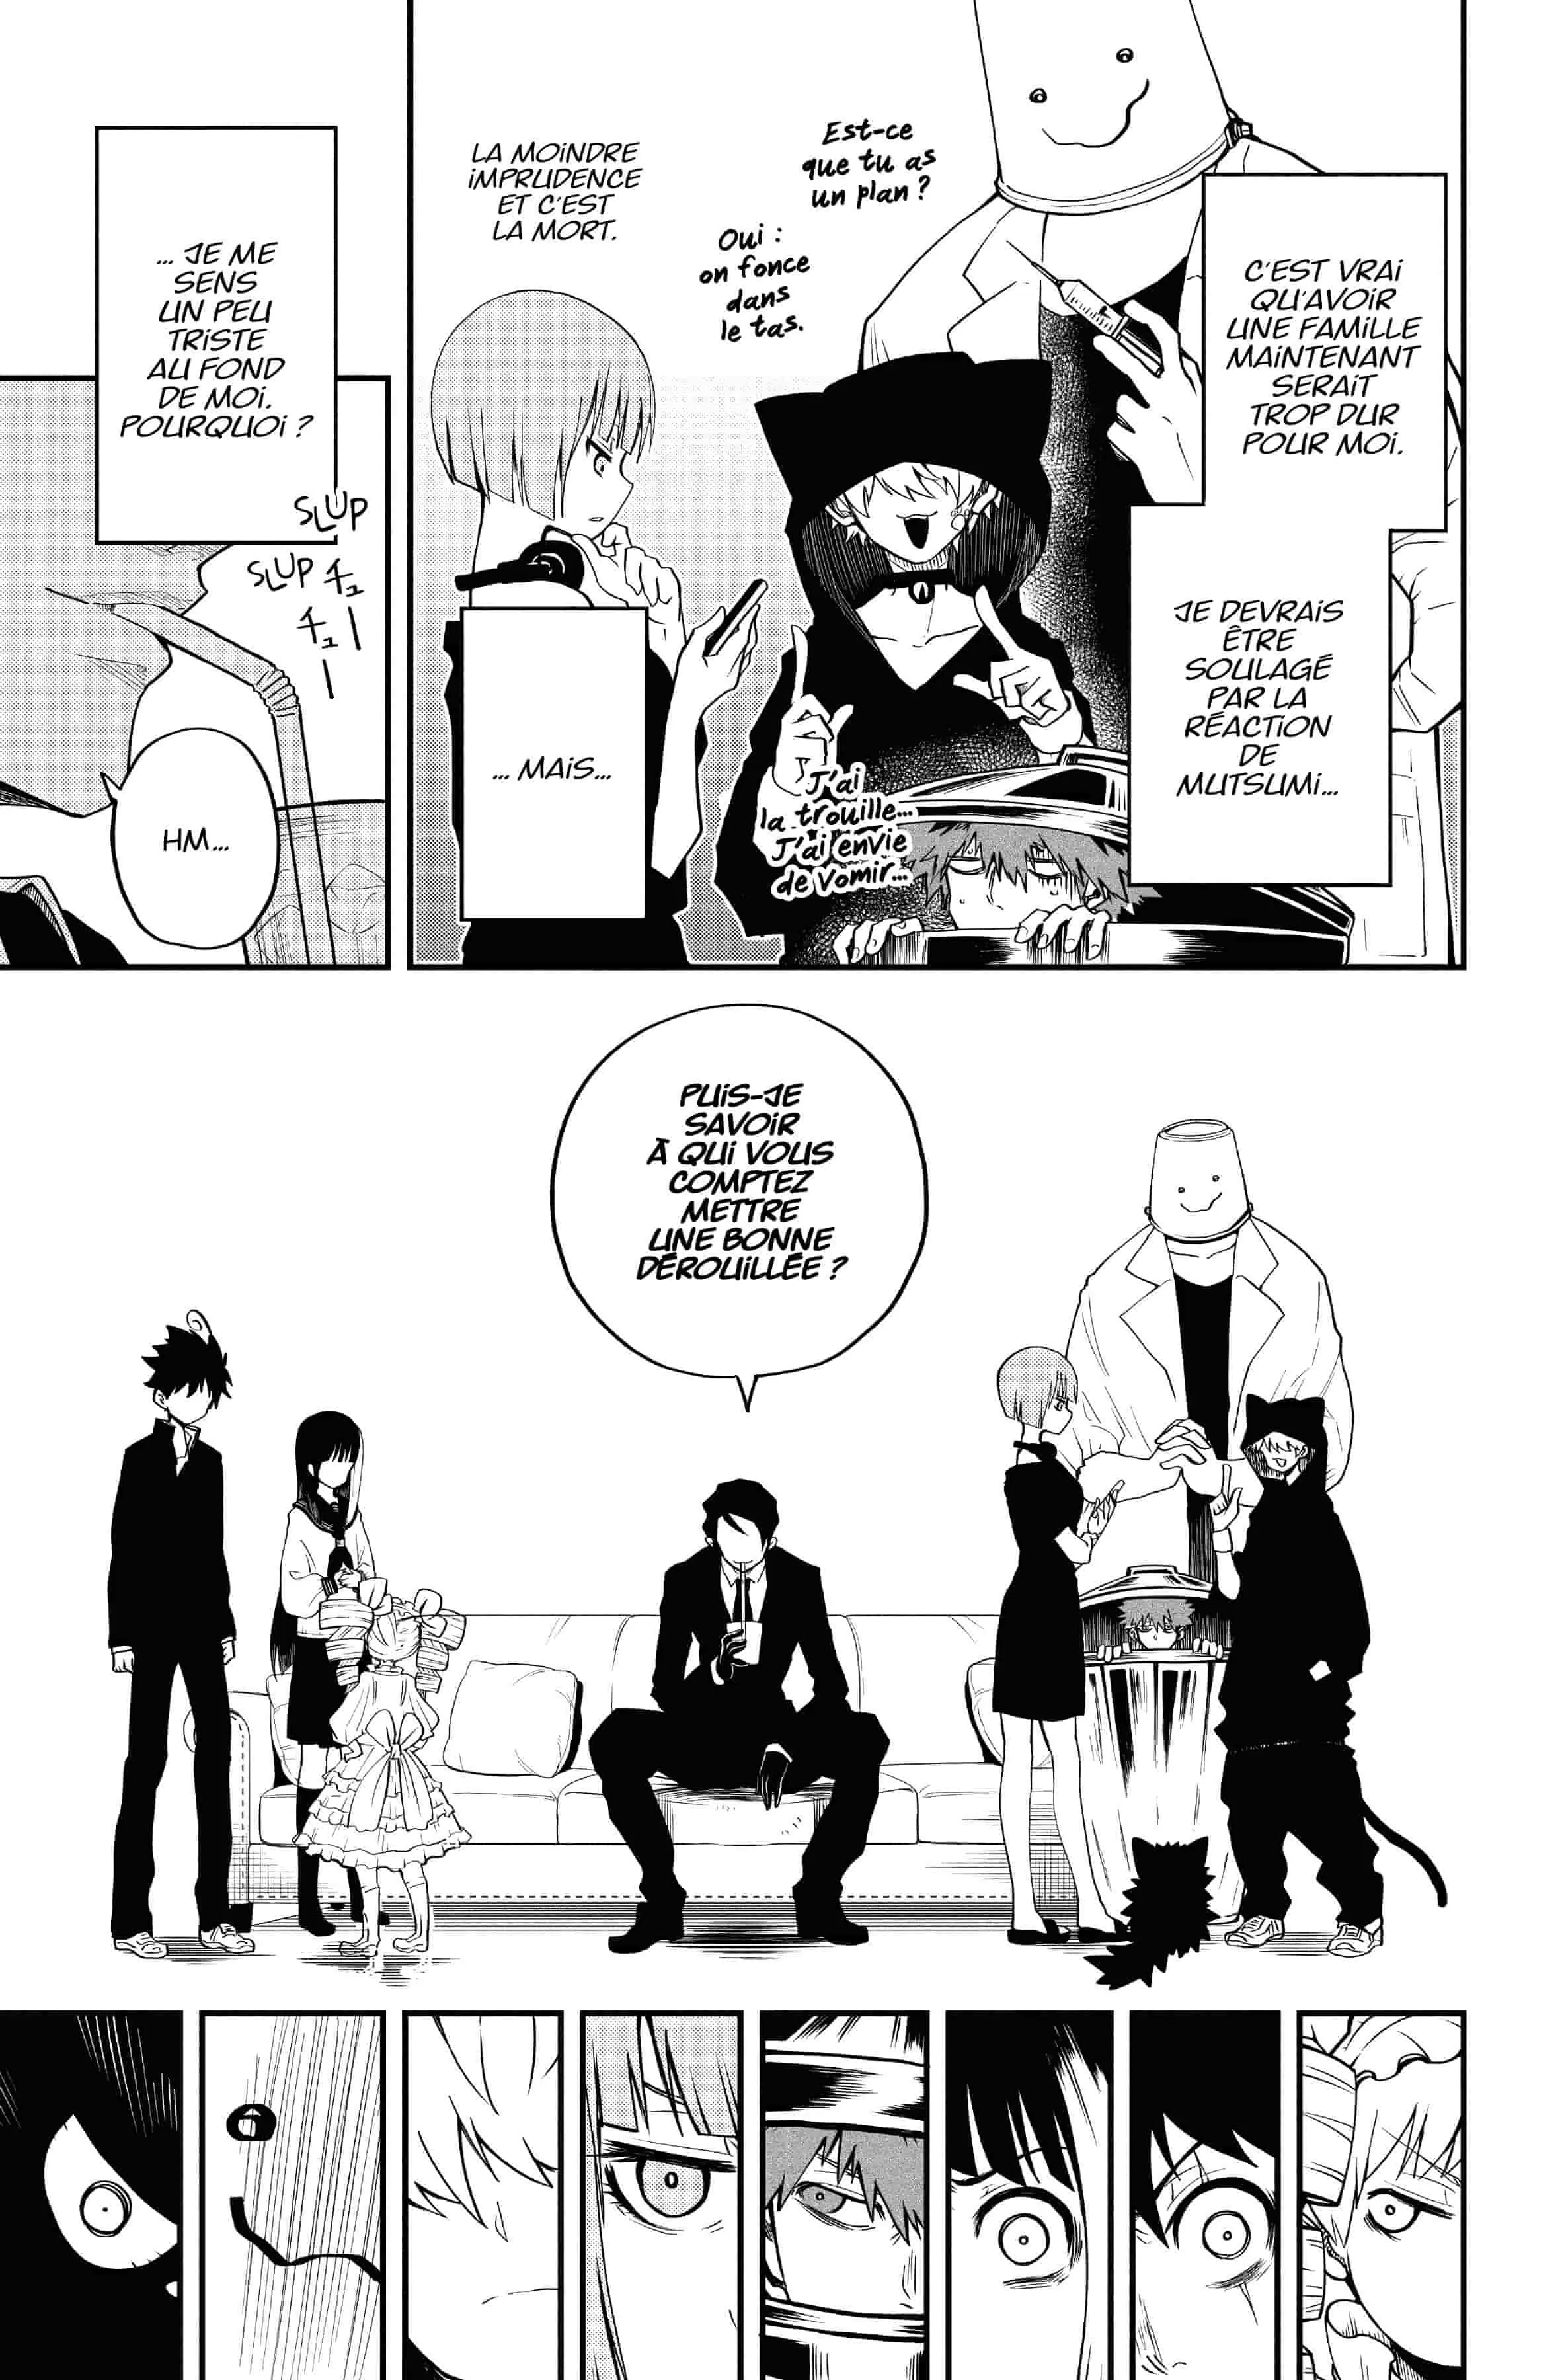 C'EST VRAI
QU'AVOIR
UNE FAMILLE
MAINTENANT
SERAIT
TROP DUR
POUR MOI.
JE DEVRAIS
ÊTRE
SOULAGÉ
PAR LA
RÉACTION
DE
MUTSUMI...
Est-ce
que tu as
un plan ?
Oui :
on fonce
dans
le tas.
LA MOINDRE
IMPRUDENCE
ET C'EST
LA MORT.
J'ai
la trouille...
J'ai envie
de vomir...
... MAIS...
... JE ME
SENS
UN PEU
TRISTE
AU FOND
DE MOI.
POURQUOI ?
SLUP
チュー
SLUP
チュー
HM...
PUIS-JE
SAVOIR
À QUI VOUS
COMPTEZ
METTRE
UNE BONNE
DÉROUILLÉE ?